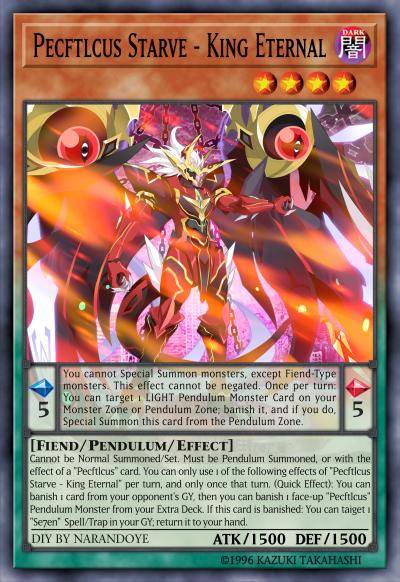 Pecftlcus Starve - King Eternal
DARK
闇
You cannot Special Summon monsters, except Fiend-Type
monsters. This effect cannot be negated. Once per turn:
You can target 1 LIGHT Pendulum Monster Card on your
Monster Zone or Pendulum Zone; banish it, and if you do,
Special Summon this card from the Pendulum Zone.
5
5
[Fiend/Pendulum/Effect]
Cannot be Normal Summoned/Set. Must be Pendulum Summoned, or with the
effect of a "Pecftlcus" card. You can only use 1 of the following effects of "Pecftlcus
Starve - King Eternal" per turn, and only once that turn. (Quick Effect): You can
banish 1 card from your opponent's GY, then you can banish 1 face-up "Pecftlcus"
Pendulum Monster from your Extra Deck. If this card is banished: You can target 1
"Se7en" Spell/Trap in your GY; return it to your hand.
DIY BY NARANDOYE
ATK/1500 DEF/1500
©1996 KAZUKI TAKAHASHI